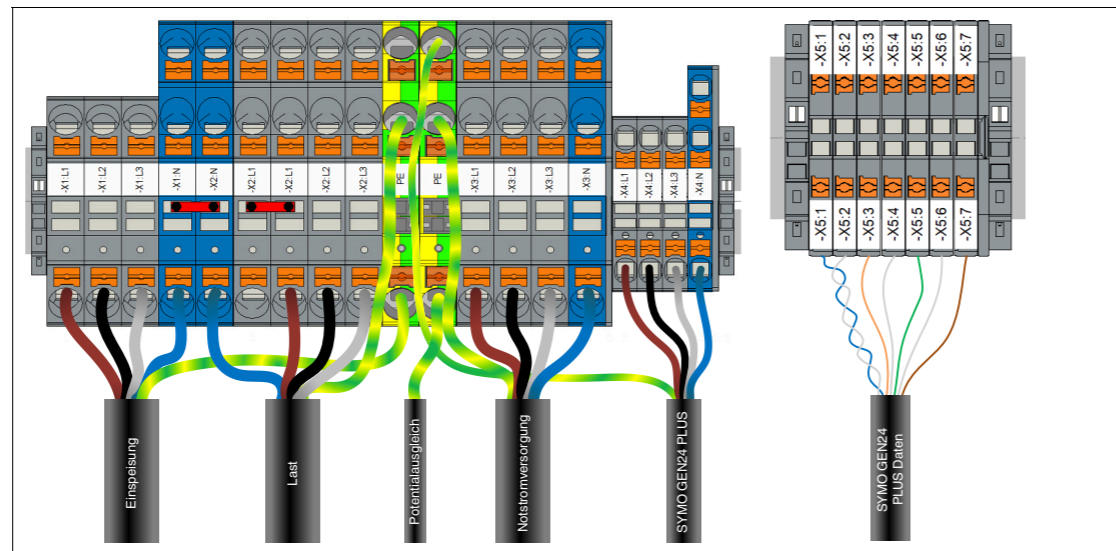 -X1:L1
-X1:L2
-X1:L3
-X1:N
-X2:N
-X2:L1
-X2:L1
-X2:L2
-X2:L3
PE
PE
-X3:L1
-X3:L2
-X3:L3
-X3:N
-X4:L1
-X4:L2
-X4:L3
-X4:N
-X5:1
-X5:2
-X5:3
-X5:4
-X5:5
-X5:6
-X5:7
-X5:1
-X5:2
-X5:3
-X5:4
-X5:5
-X5:6
-X5:7
Einspeisung
Last
Potentialausgleich
Notstromversorgung
SYMO GEN24 PLUS
SYMO GEN24
PLUS Daten